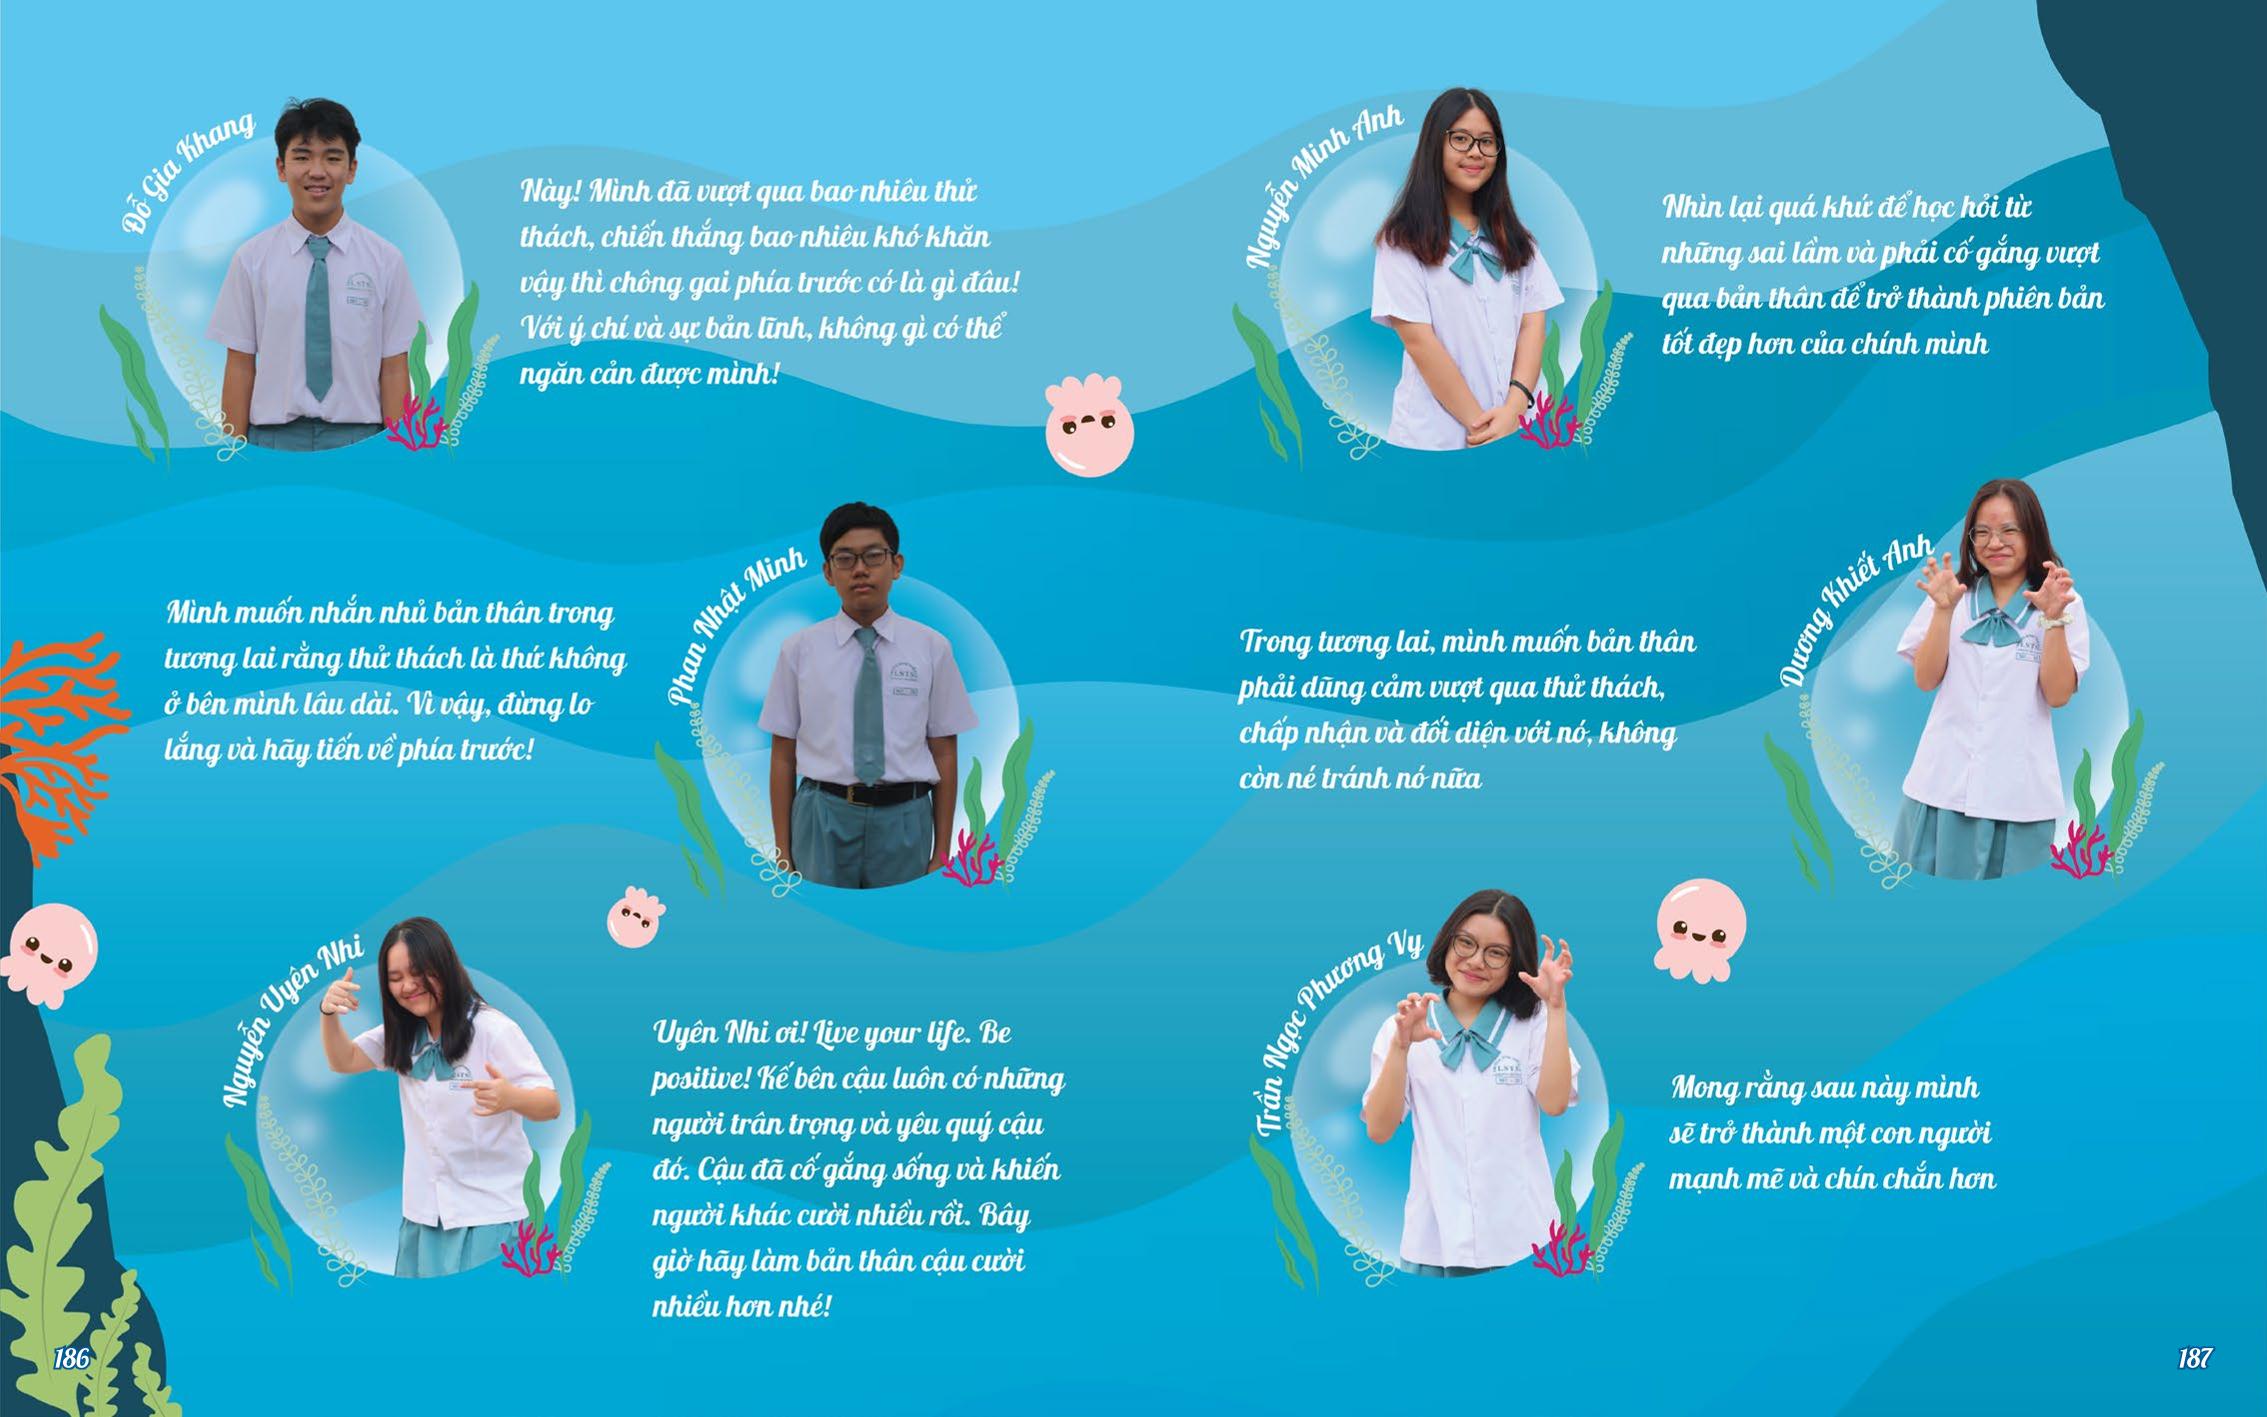 Đỗ Gia Khang
Này! Mình đã vượt qua bao nhiêu thử
thách, chiến thắng bao nhiêu khó khăn
vậy thì chông gai phía trước có là gì đâu!
Với ý chí và sự bản lĩnh, không gì có thể
ngăn cản được mình!
Phan Nhật Minh
Mình muốn nhắn nhủ bản thân trong
tương lai rằng thử thách là thứ không
ở bên mình lâu dài. Vì vậy, đừng lo
lắng và hãy tiến về phía trước!
Nguyễn Uyên Nhi
Uyên Nhi ơi! Live your life. Be
positive! Kế bên cậu luôn có những
người trân trọng và yêu quý cậu
đó. Cậu đã cố gắng sống và khiến
người khác cười nhiều rồi. Bây
giờ hãy làm bản thân cậu cười
nhiều hơn nhé!
186
Nguyễn Minh Anh
Nhìn lại quá khứ để học hỏi từ
những sai lầm và phải cố gắng vượt
qua bản thân để trở thành phiên bản
tốt đẹp hơn của chính mình
Dương Khiết Anh
Trong tương lai, mình muốn bản thân
phải dũng cảm vượt qua thử thách,
chấp nhận và đối diện với nó, không
còn né tránh nó nữa
Trần Ngọc Phương Vy
Mong rằng sau này mình
sẽ trở thành một con người
mạnh mẽ và chín chắn hơn
187